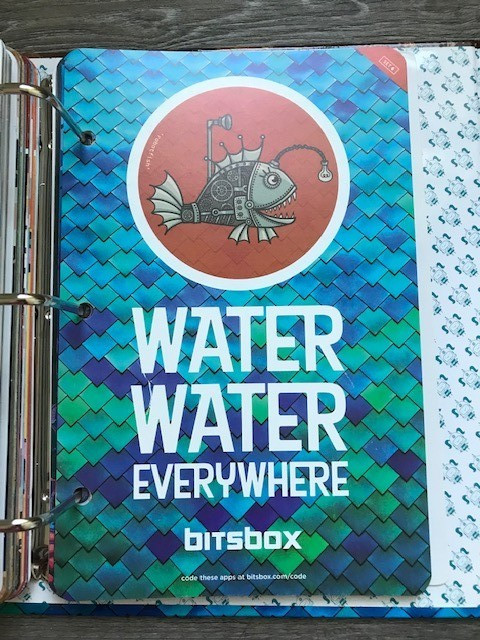 WATER
WATER
EVERYWHERE
bitsbox
code these apps at bitsbox.com/code